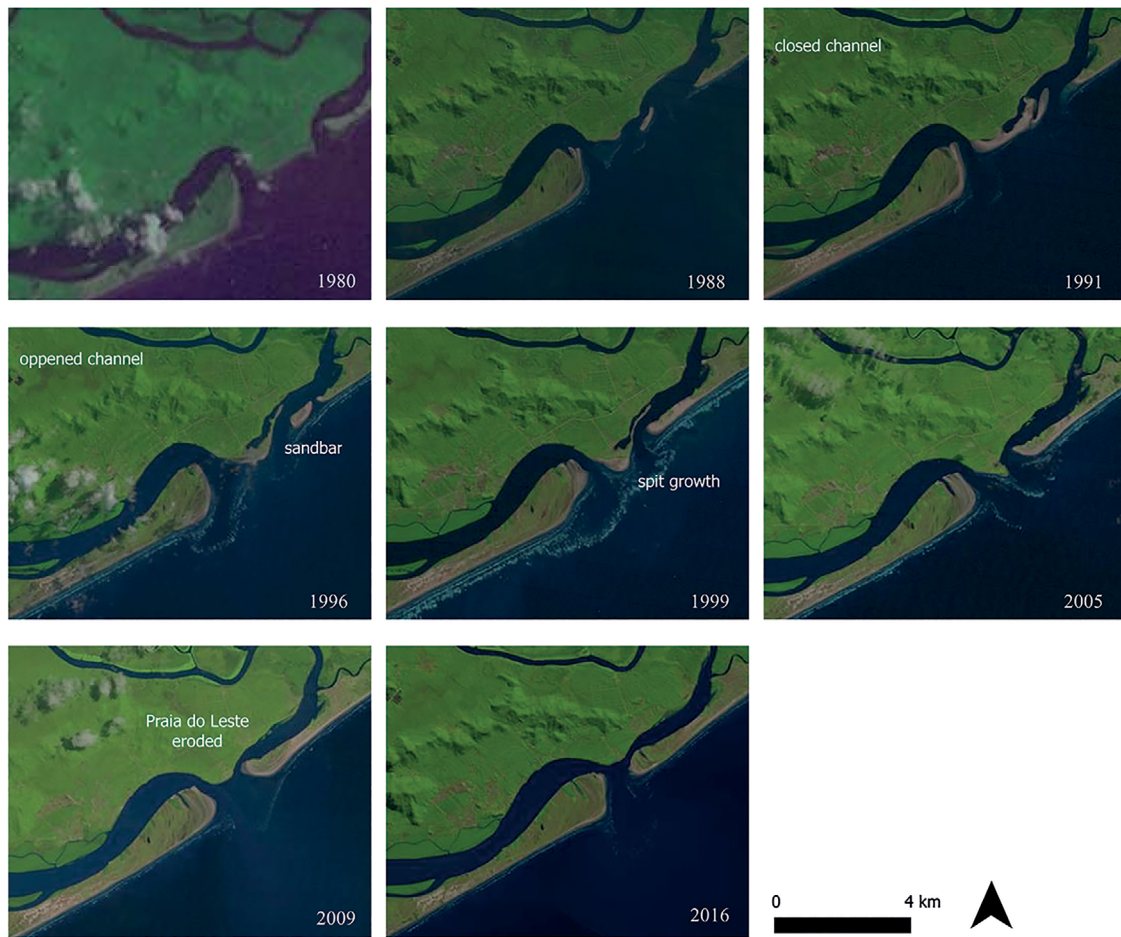 1980
1988
closed channel
1991
oppened channel
sandbar
1996
spit growth
1999
2005
Praia do Leste
eroded
2009
2016
0 4 km